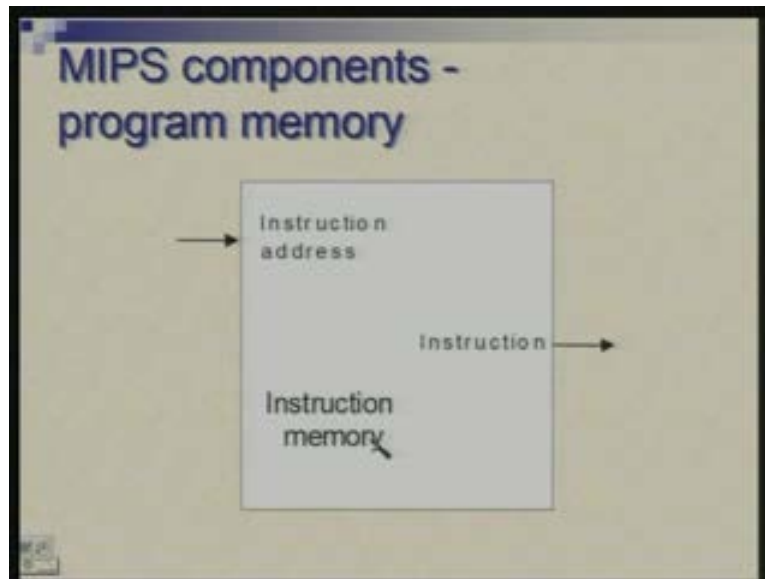 MIPS components -
program memory
Instruction
address
Instruction
Instruction
memory